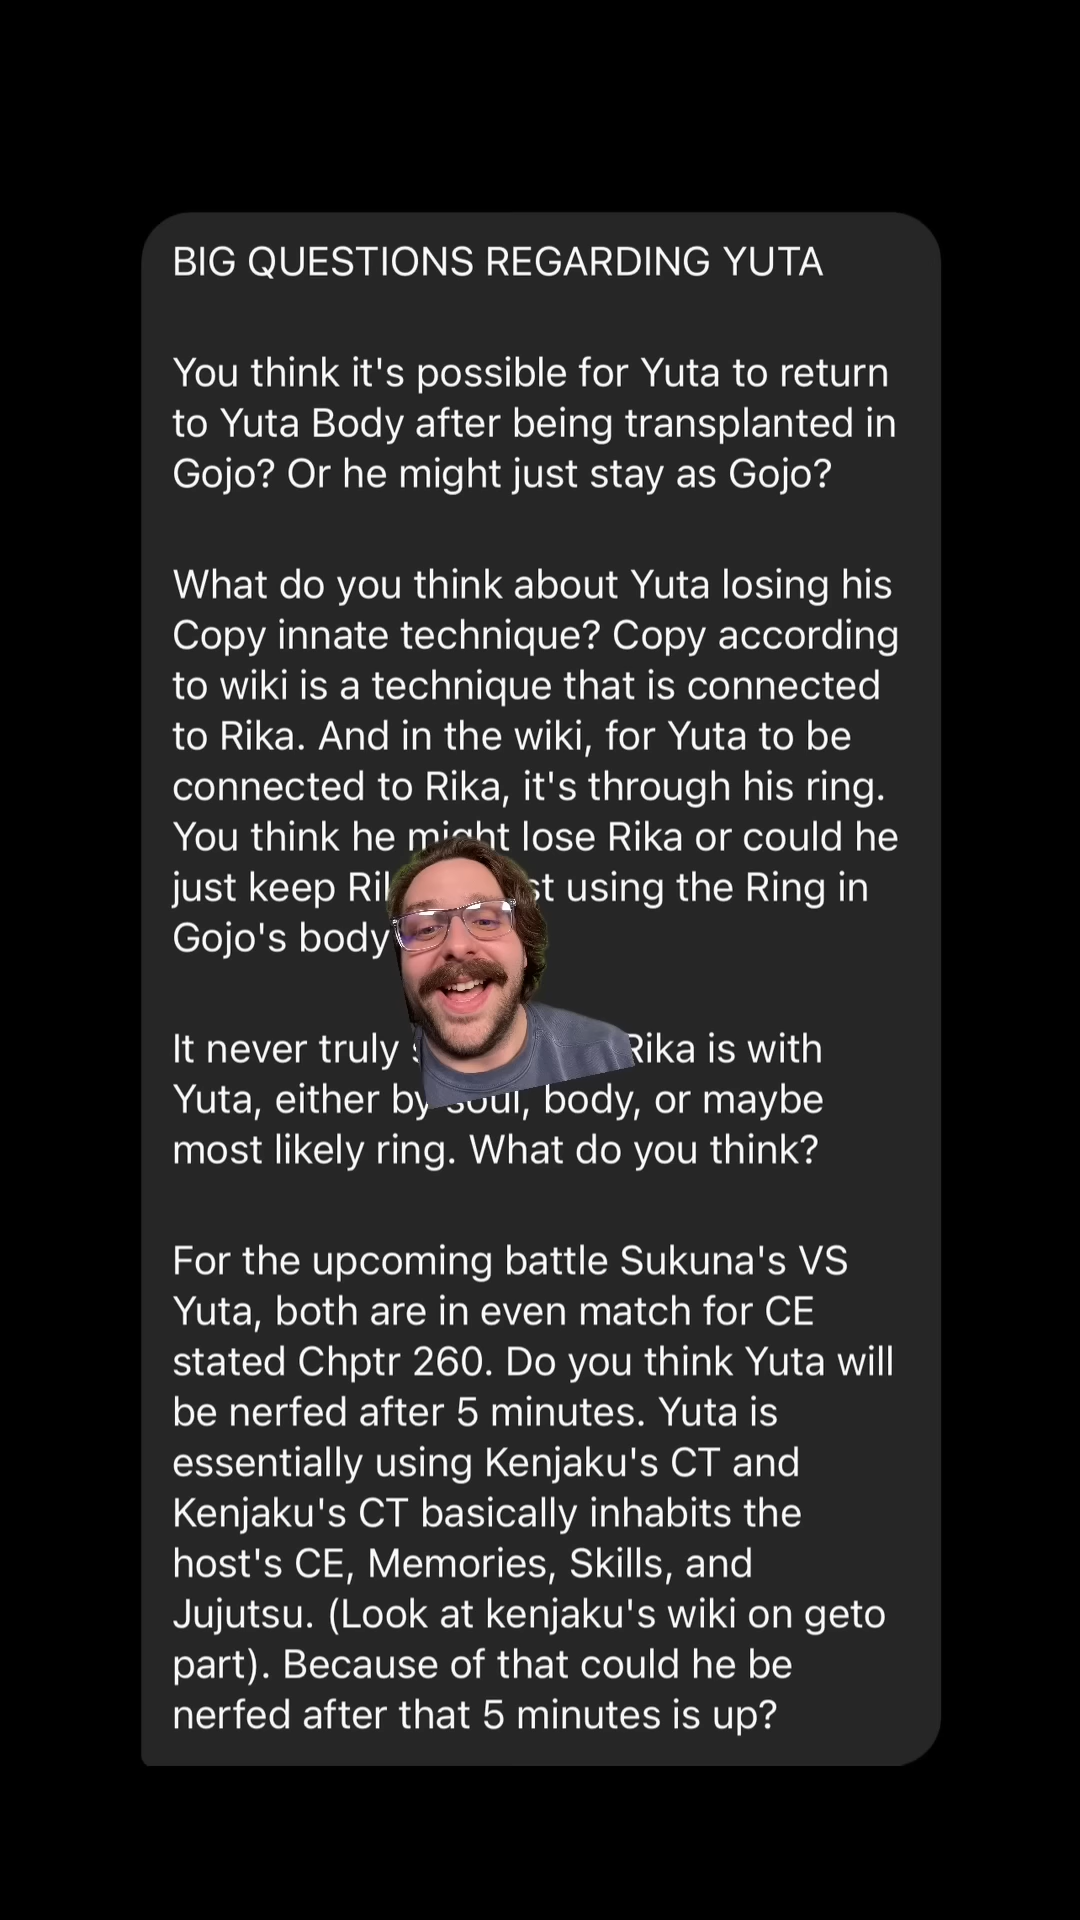 BIG QUESTIONS REGARDING YUTA
You think it's possible for Yuta to return
to Yuta Body after being transplanted in
Gojo? Or he might just stay as Gojo?
What do you think about Yuta losing his
Copy innate technique? Copy according
to wiki is a technique that is connected
to Rika. And in the wiki, for Yuta to be
connected to Rika, it's through his ring.
You think he might lose Rika or could he
just keep using the Ring in
Gojo's body
It never truly Rika is with
Yuta, either by soul, body, or maybe
most likely ring. What do you think?
For the upcoming battle Sukuna's VS
Yuta, both are in even match for CE
stated Chptr 260. Do you think Yuta will
be nerfed after 5 minutes. Yuta is
essentially using Kenjaku's CT and
Kenjaku's CT basically inhabits the
host's CE, Memories, Skills, and
Jujutsu. (Look at kenjaku's wiki on geto
part). Because of that could he be
nerfed after that 5 minutes is up?